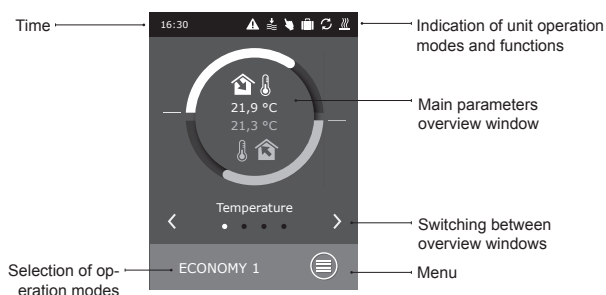 Time
16:30
Indication of unit operation
modes and functions
21,9 °C
21,3 °C
Main parameters
overview window
Temperature
Switching between
overview windows
Selection of op-
eration modes
ECONOMY 1
Menu